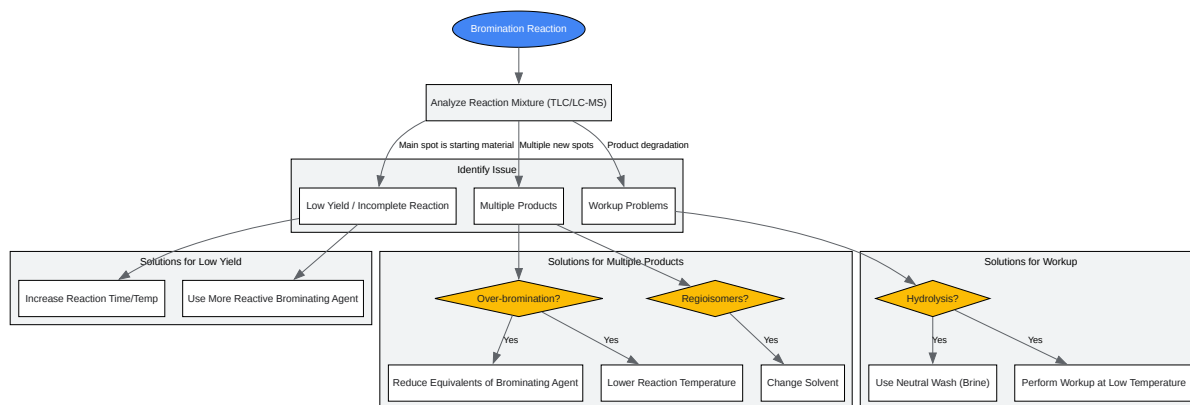 Bromination Reaction
Analyze Reaction Mixture (TLC/LC-MS)
Main spot is starting material
Multiple new spots
Product degradation
Identify Issue
Low Yield / Incomplete Reaction
Multiple Products
Workup Problems
Solutions for Low Yield
Solutions for Multiple Products
Solutions for Workup
Increase Reaction Time/Temp
Use More Reactive Brominating Agent
Over-bromination?
Regioisomers?
Hydrolysis?
Yes
Yes
Yes
Yes
Yes
Reduce Equivalents of Brominating Agent
Lower Reaction Temperature
Change Solvent
Use Neutral Wash (Brine)
Perform Workup at Low Temperature